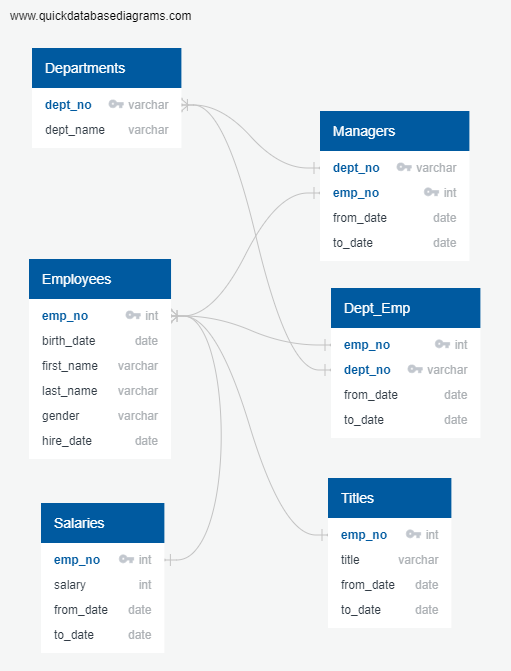 www.quickdatabasediagrams.com
Departments
dept_no varchar
dept_name varchar
Managers
dept_no varchar
emp_no int
from_date date
to_date date
Employees
emp_no int
birth_date date
first_name varchar
last_name varchar
gender varchar
hire_date date
Dept_Emp
emp_no int
dept_no varchar
from_date date
to_date date
Salaries
emp_no int
salary int
from_date date
to_date date
Titles
emp_no int
title varchar
from_date date
to_date date